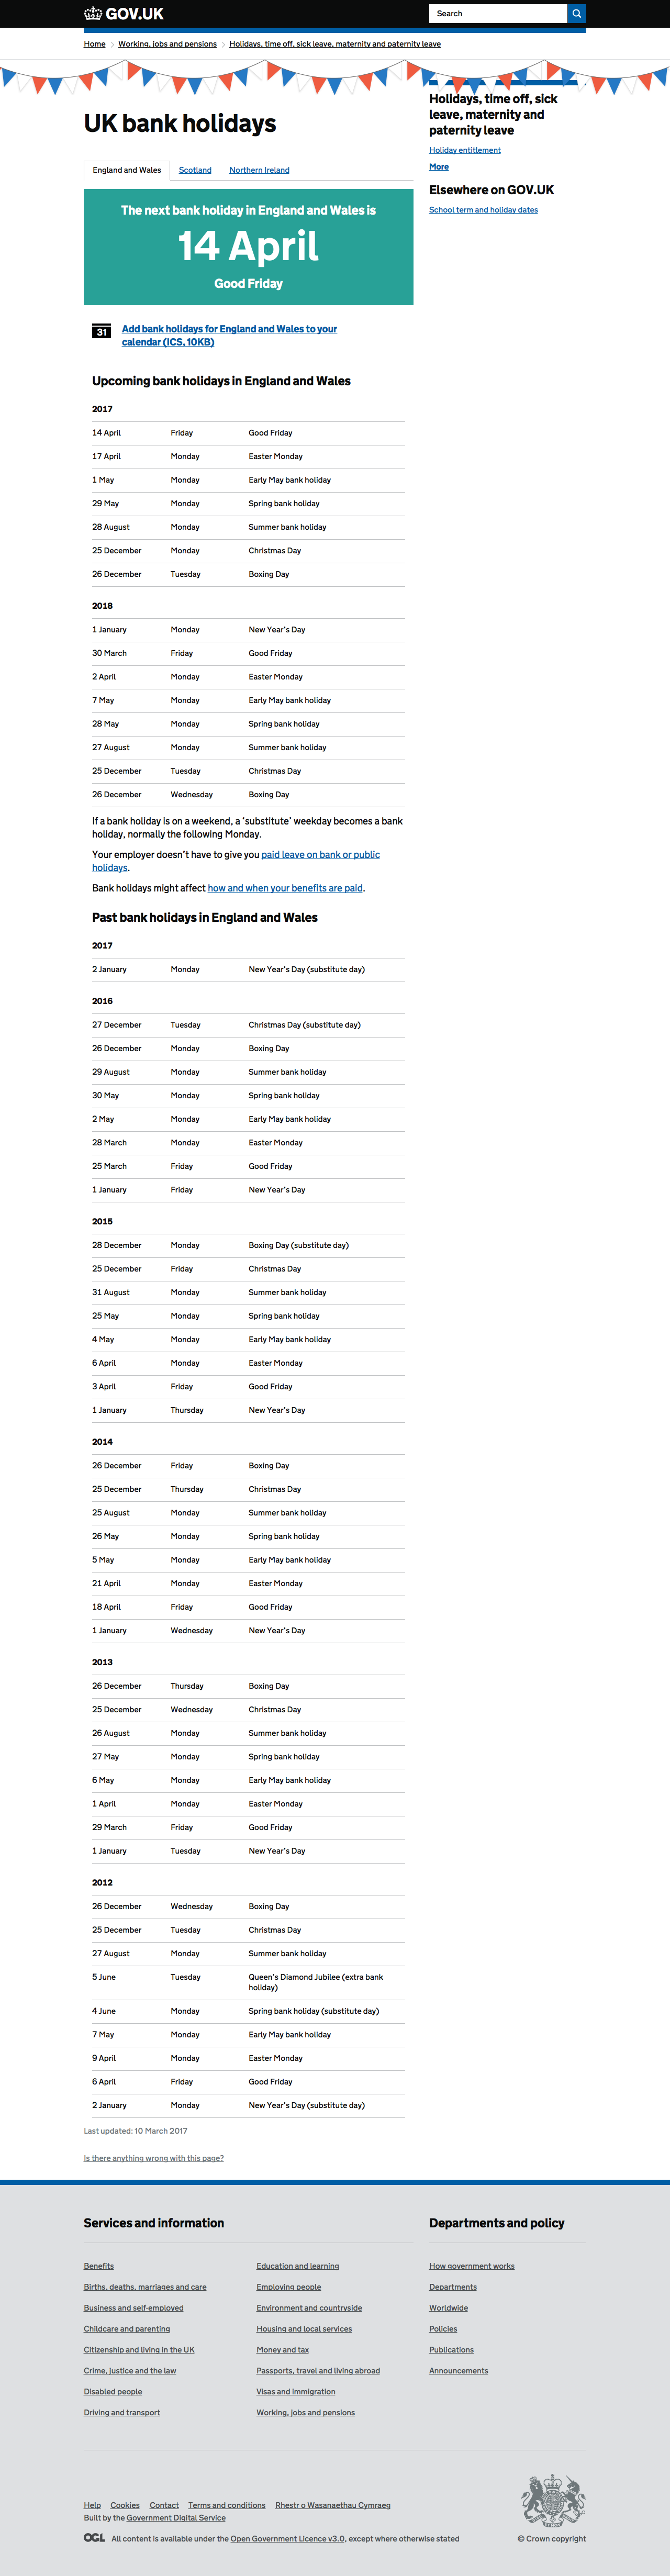 GOV.UK
Search
Home Working, jobs and pensions Holidays, time off, sick leave, maternity and paternity leave
UK bank holidays
England and Wales Scotland Northern Ireland
The next bank holiday in England and Wales is
14 April
Good Friday
31 Add bank holidays for England and Wales to your
calendar (ICS, 10KB)
Upcoming bank holidays in England and Wales
2017
14 April Friday Good Friday
17 April Monday Easter Monday
1 May Monday Early May bank holiday
29 May Monday Spring bank holiday
28 August Monday Summer bank holiday
25 December Monday Christmas Day
26 December Tuesday Boxing Day
2018
1 January Monday New Year's Day
30 March Friday Good Friday
2 April Monday Easter Monday
7 May Monday Early May bank holiday
28 May Monday Spring bank holiday
27 August Monday Summer bank holiday
25 December Tuesday Christmas Day
26 December Wednesday Boxing Day
If a bank holiday is on a weekend, a 'substitute' weekday becomes a bank
holiday, normally the following Monday.
Your employer doesn't have to give you paid leave on bank or public
holidays.
Bank holidays might affect how and when your benefits are paid.
Past bank holidays in England and Wales
2017
2 January Monday New Year's Day (substitute day)
2016
27 December Tuesday Christmas Day (substitute day)
26 December Monday Boxing Day
29 August Monday Summer bank holiday
30 May Monday Spring bank holiday
2 May Monday Early May bank holiday
28 March Monday Easter Monday
25 March Friday Good Friday
1 January Friday New Year's Day
2015
28 December Monday Boxing Day (substitute day)
25 December Friday Christmas Day
31 August Monday Summer bank holiday
25 May Monday Spring bank holiday
4 May Monday Early May bank holiday
6 April Monday Easter Monday
3 April Friday Good Friday
1 January Thursday New Year's Day
2014
26 December Friday Boxing Day
25 December Thursday Christmas Day
25 August Monday Summer bank holiday
26 May Monday Spring bank holiday
5 May Monday Early May bank holiday
21 April Monday Easter Monday
18 April Friday Good Friday
1 January Wednesday New Year's Day
2013
26 December Thursday Boxing Day
25 December Wednesday Christmas Day
26 August Monday Summer bank holiday
27 May Monday Spring bank holiday
6 May Monday Early May bank holiday
1 April Monday Easter Monday
29 March Friday Good Friday
1 January Tuesday New Year's Day
2012
26 December Wednesday Boxing Day
25 December Tuesday Christmas Day
27 August Monday Summer bank holiday
5 June Tuesday Queen's Diamond Jubilee (extra bank
holiday)
4 June Monday Spring bank holiday (substitute day)
7 May Monday Early May bank holiday
9 April Monday Easter Monday
6 April Friday Good Friday
2 January Monday New Year's Day (substitute day)
Last updated: 10 March 2017
Is there anything wrong with this page?
Holidays, time off, sick
leave, maternity and
paternity leave
Holiday entitlement
More
Elsewhere on GOV.UK
School term and holiday dates
Services and information
Benefits
Births, deaths, marriages and care
Business and self-employed
Childcare and parenting
Citizenship and living in the UK
Crime, justice and the law
Disabled people
Driving and transport
Education and learning
Employing people
Environment and countryside
Housing and local services
Money and tax
Passports, travel and living abroad
Visas and immigration
Working, jobs and pensions
Departments and policy
How government works
Departments
Worldwide
Policies
Publications
Announcements
Help Cookies Contact Terms and conditions Rhestr o Wasanaethau Cymraeg
Built by the Government Digital Service
OGL All content is available under the Open Government Licence v3.0, except where otherwise stated
© Crown copyright